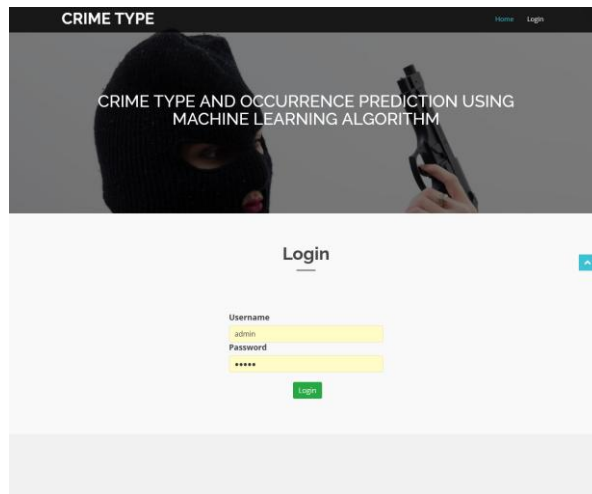 CRIME TYPE
Home Login
CRIME TYPE AND OCCURRENCE PREDICTION USING
MACHINE LEARNING ALGORITHM
Login
Username
admin
Password
•••••
Login